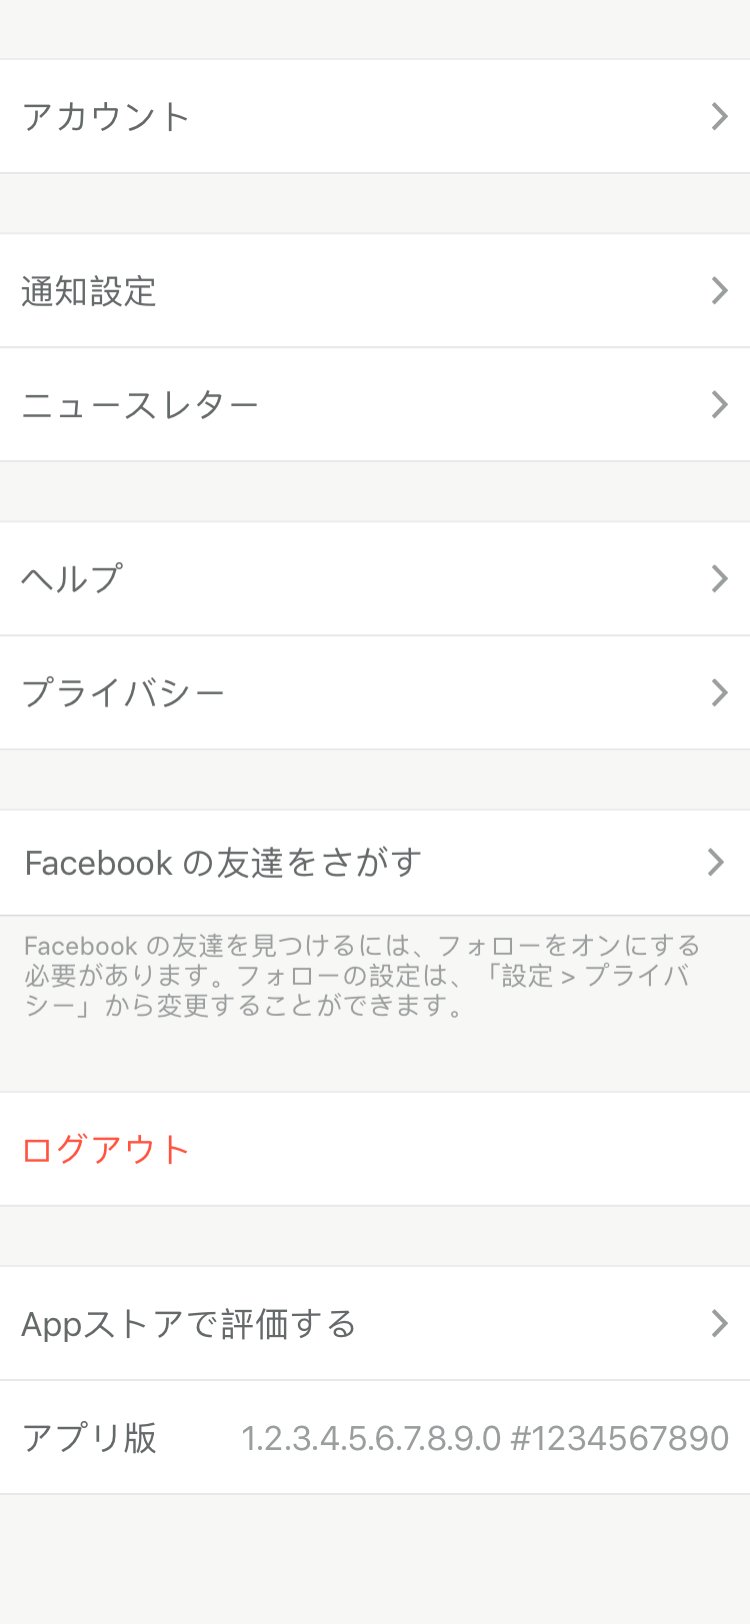 アカウント
通知設定
ニュースレター
ヘルプ
プライバシー
Facebook の友達をさがす
Facebook の友達を見つけるには、フォローをオンにする
必要があります。フォローの設定は、「設定 > プライバ
シー」から変更することができます。
ログアウト
Appストアで評価する
アプリ版 1.2.3.4.5.6.7.8.9.0 #1234567890